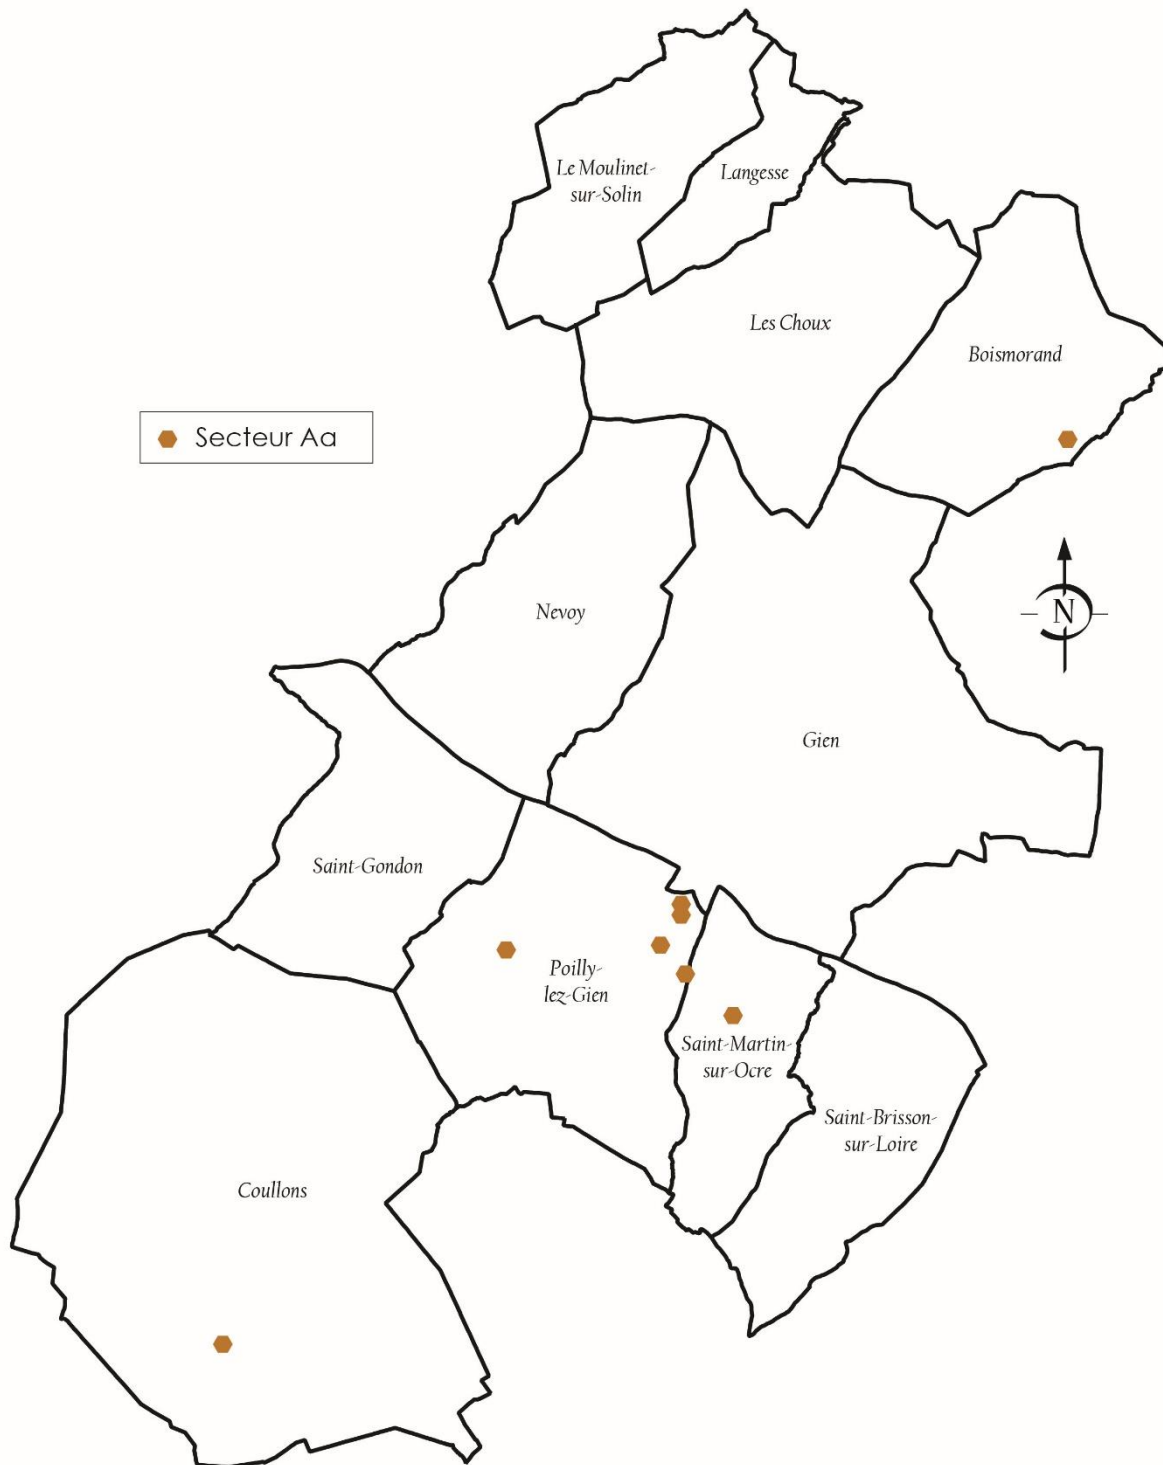 Le Moulinet-
sur-Solin
Langesse
Les Choux
Boismorand
Secteur Aa
Nevoy
N
Gien
Saint-Gondon
Poilly-
lez-Gien
Saint-Martin-
sur-Ocre
Saint-Brisson-
sur-Loire
Coullons